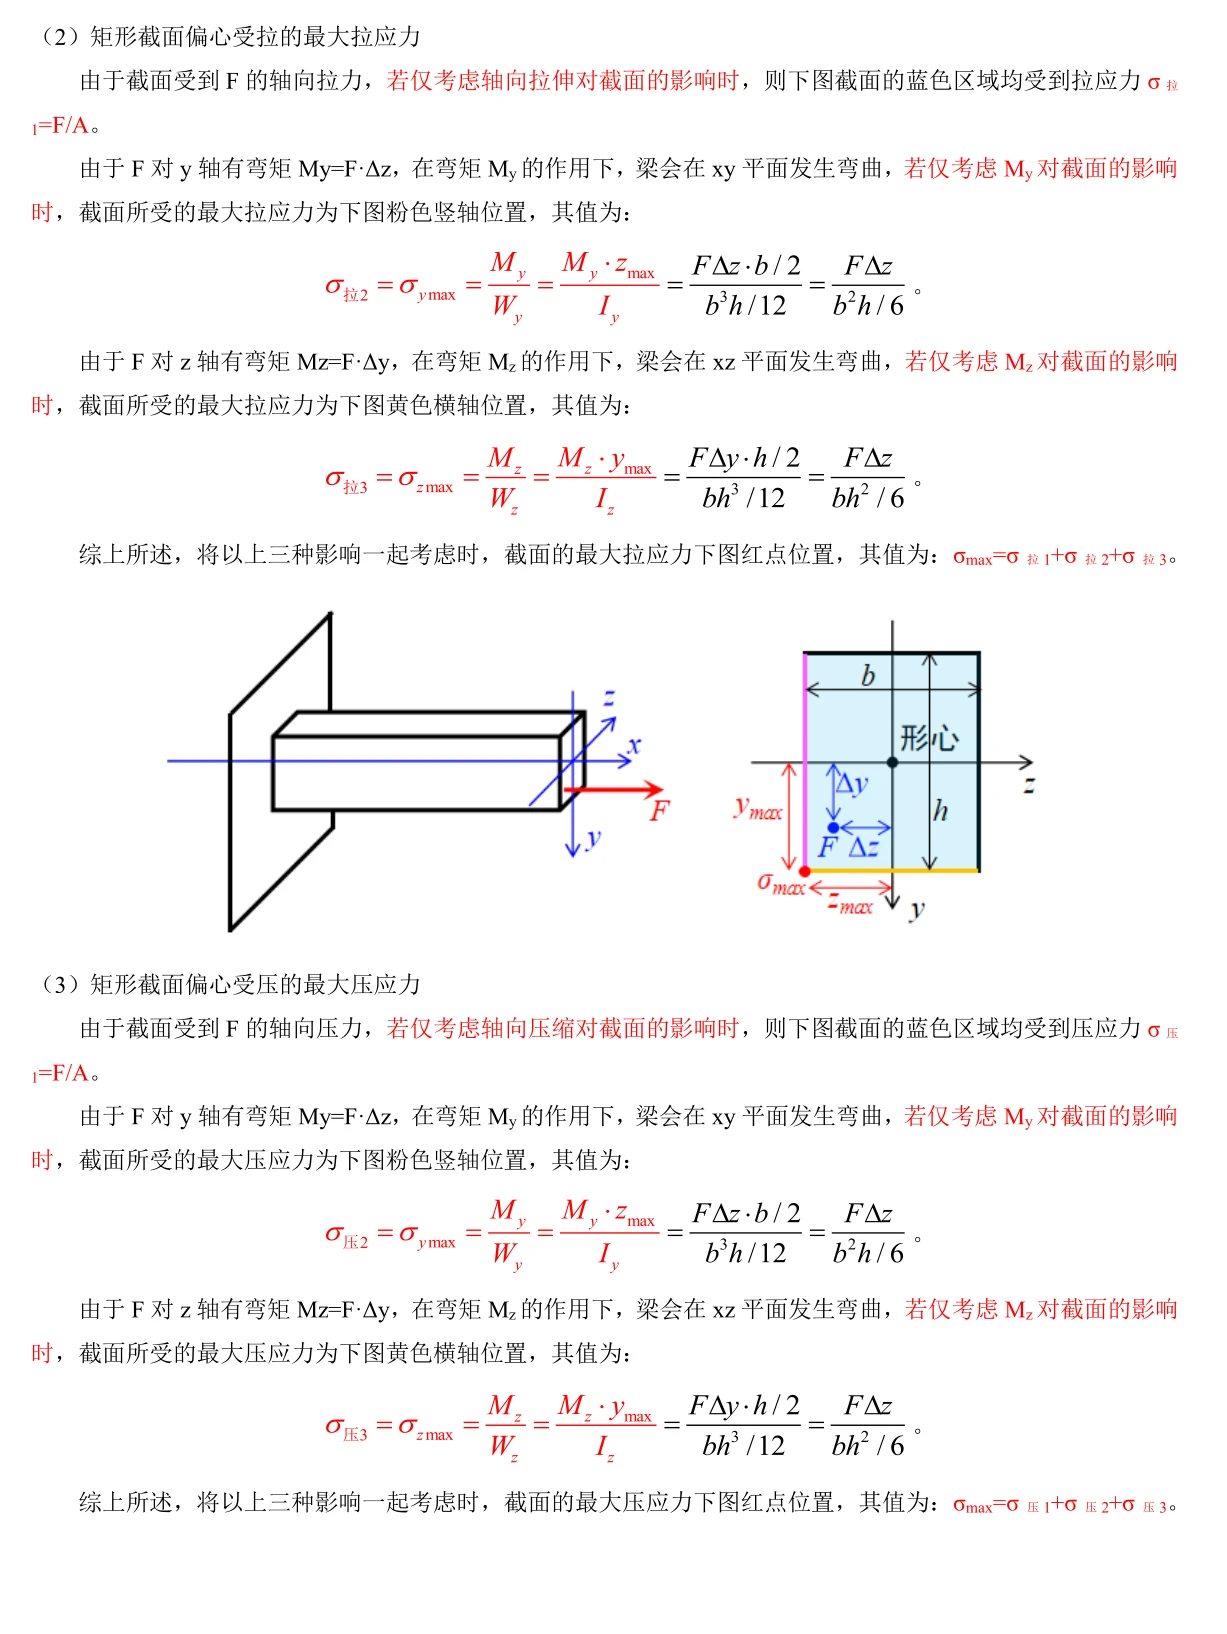 （2）矩形截面偏心受拉的最大拉应力
由于截面受到 F 的轴向拉力，若仅考虑轴向拉伸对截面的影响时，则下图截面的蓝色区域均受到拉应力 σ 拉
1=F/A。
由于 F 对 y 轴有弯矩 My=F·Δz，在弯矩 My 的作用下，梁会在 xy 平面发生弯曲，若仅考虑 My 对截面的影响
时，截面所受的最大拉应力为下图粉色竖轴位置，其值为：
σ拉2 = σymax = My/Wy = My·zmax/Iy = FΔz·b/2/b³h/12 = FΔz/b²h/6。
由于 F 对 z 轴有弯矩 Mz=F·Δy，在弯矩 Mz 的作用下，梁会在 xz 平面发生弯曲，若仅考虑 Mz 对截面的影响
时，截面所受的最大拉应力为下图黄色横轴位置，其值为：
σ拉3 = σzmax = Mz/Wz = Mz·ymax/Iz = FΔy·h/2/bh³/12 = FΔz/bh²/6。
综上所述，将以上三种影响一起考虑时，截面的最大拉应力下图红点位置，其值为：σmax=σ 拉 1+σ 拉 2+σ 拉 3。
z
x
F
y
b
形心
z
Δy
ymax
h
F Δz
σmax
zmax
y
（3）矩形截面偏心受压的最大压应力
由于截面受到 F 的轴向压力，若仅考虑轴向压缩对截面的影响时，则下图截面的蓝色区域均受到压应力 σ 压
1=F/A。
由于 F 对 y 轴有弯矩 My=F·Δz，在弯矩 My 的作用下，梁会在 xy 平面发生弯曲，若仅考虑 My 对截面的影响
时，截面所受的最大压应力为下图粉色竖轴位置，其值为：
σ压2 = σymax = My/Wy = My·zmax/Iy = FΔz·b/2/b³h/12 = FΔz/b²h/6。
由于 F 对 z 轴有弯矩 Mz=F·Δy，在弯矩 Mz 的作用下，梁会在 xz 平面发生弯曲，若仅考虑 Mz 对截面的影响
时，截面所受的最大压应力为下图黄色横轴位置，其值为：
σ压3 = σzmax = Mz/Wz = Mz·ymax/Iz = FΔy·h/2/bh³/12 = FΔz/bh²/6。
综上所述，将以上三种影响一起考虑时，截面的最大压应力下图红点位置，其值为：σmax=σ 压 1+σ 压 2+σ 压 3。